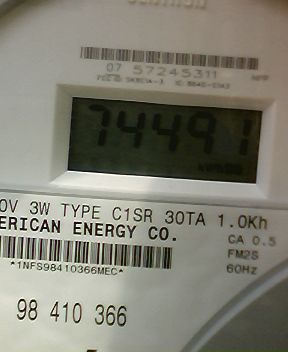 07 57245311
74491
0V 3W TYPE C1SR 30TA 1.0Kh
ERICAN ENERGY CO.
CA 0.5
*1NFS98410366MEC*
FM2S
60Hz
98 410 366